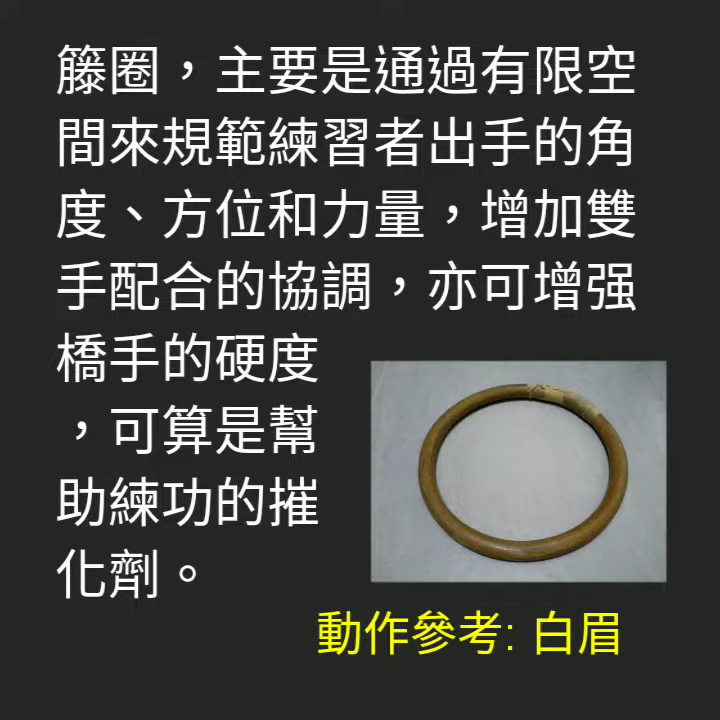 籐圈，主要是通過有限空
間來規範練習者出手的角
度、方位和力量，增加雙
手配合的協調，亦可增强
橋手的硬度
，可算是幫
助練功的摧
化劑。
動作參考: 白眉